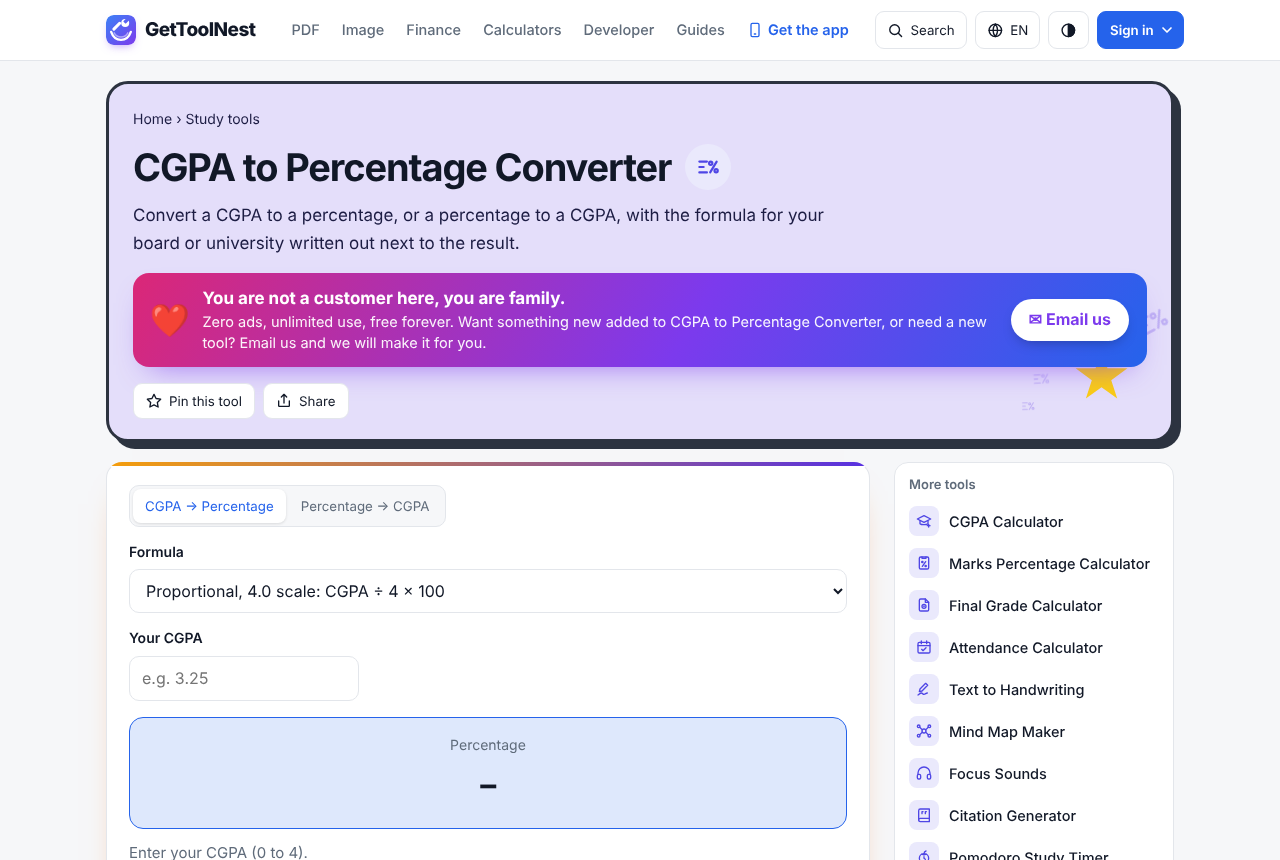 GetToolNest
PDF
Image
Finance
Calculators
Developer
Guides
Get the app
Search
EN
Sign in
Home › Study tools
CGPA to Percentage Converter
Convert a CGPA to a percentage, or a percentage to a CGPA, with the formula for your
board or university written out next to the result.
You are not a customer here, you are family.
Zero ads, unlimited use, free forever. Want something new added to CGPA to Percentage Converter, or need a new
tool? Email us and we will make it for you.
✉ Email us
Pin this tool
Share
CGPA → Percentage
Percentage → CGPA
Formula
Proportional, 4.0 scale: CGPA ÷ 4 × 100
Your CGPA
e.g. 3.25
Percentage
–
Enter your CGPA (0 to 4).
More tools
CGPA Calculator
Marks Percentage Calculator
Final Grade Calculator
Attendance Calculator
Text to Handwriting
Mind Map Maker
Focus Sounds
Citation Generator
Pomodoro Study Timer